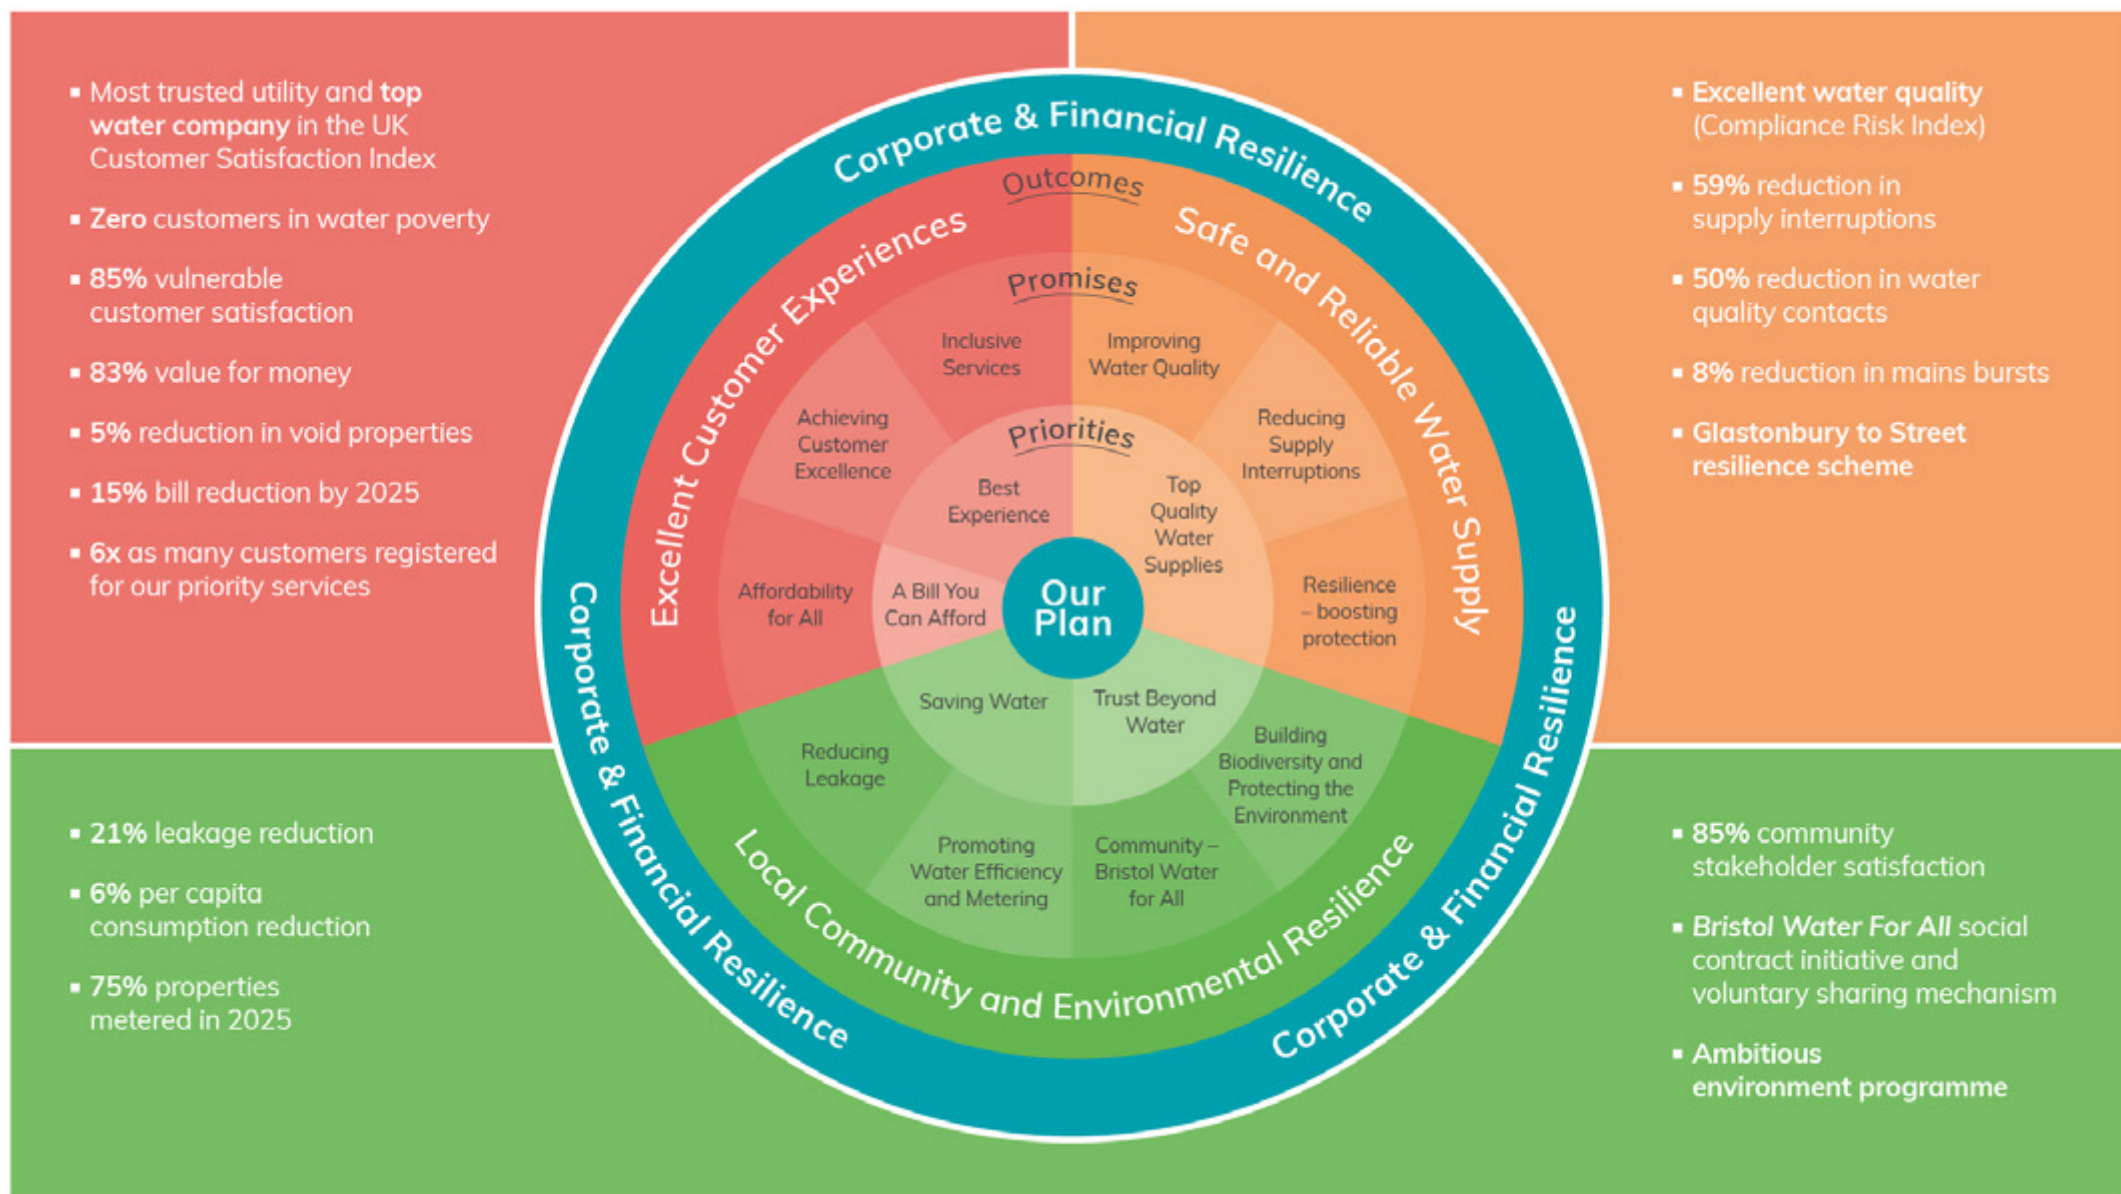 ▪ Most trusted utility and top
water company in the UK
Customer Satisfaction Index
▪ Zero customers in water poverty
▪ 85% vulnerable
customer satisfaction
▪ 83% value for money
▪ 5% reduction in void properties
▪ 15% bill reduction by 2025
▪ 6x as many customers registered
for our priority services
▪ Excellent water quality
(Compliance Risk Index)
▪ 59% reduction in
supply interruptions
▪ 50% reduction in water
quality contacts
▪ 8% reduction in mains bursts
▪ Glastonbury to Street
resilience scheme
Corporate & Financial Resilience
Corporate & Financial Resilience
Corporate & Financial Resilience
Outcomes
Excellent Customer Experiences
Safe and Reliable Water Supply
Local Community and Environmental Resilience
Promises
Inclusive
Services
Improving
Water Quality
Achieving
Customer
Excellence
Reducing
Supply
Interruptions
Affordability
for All
Resilience
– boosting
protection
Reducing
Leakage
Building
Biodiversity and
Protecting the
Environment
Promoting
Water Efficiency
and Metering
Community –
Bristol Water
for All
Priorities
Best
Experience
Top
Quality
Water
Supplies
A Bill You
Can Afford
Saving Water
Trust Beyond
Water
Our
Plan
▪ 21% leakage reduction
▪ 6% per capita
consumption reduction
▪ 75% properties
metered in 2025
▪ 85% community
stakeholder satisfaction
▪ Bristol Water For All social
contract initiative and
voluntary sharing mechanism
▪ Ambitious
environment programme